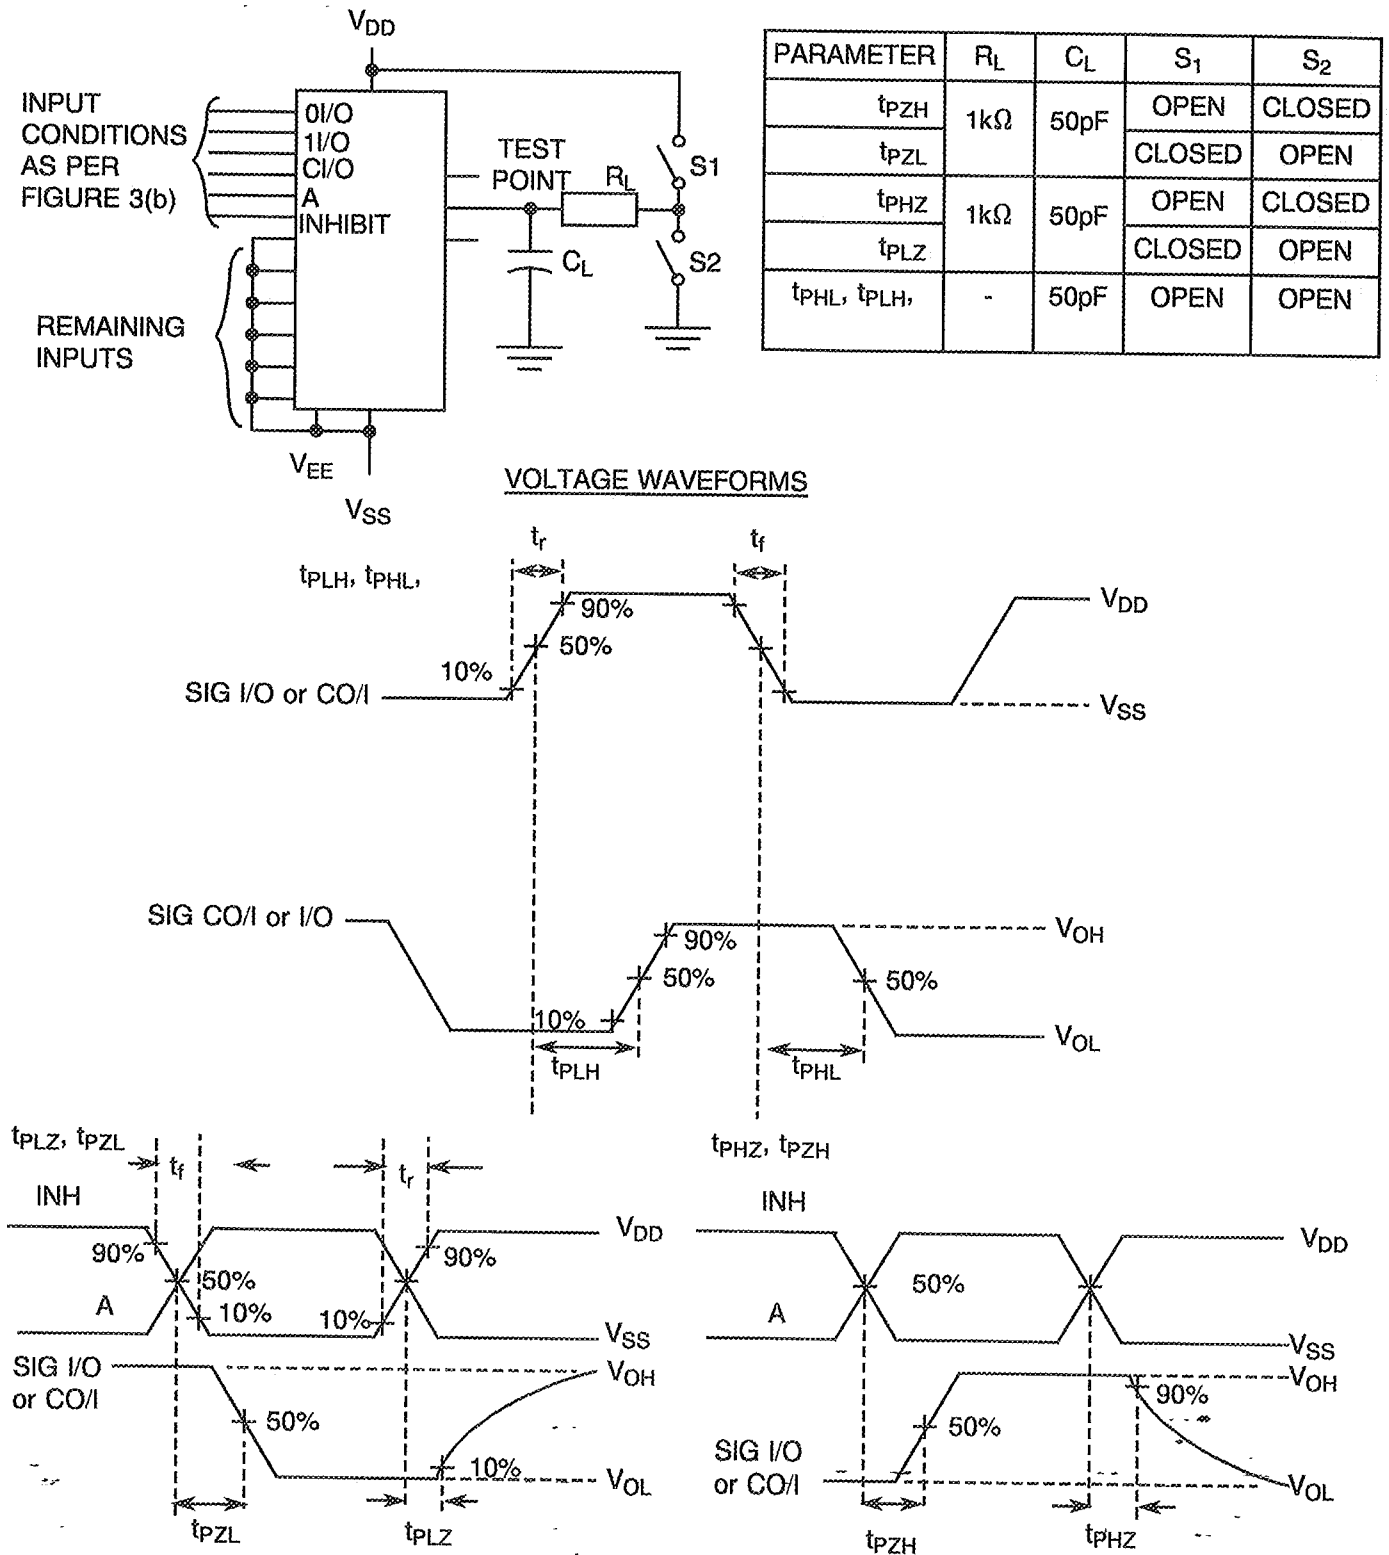 VDD
INPUT
CONDITIONS
AS PER
FIGURE 3(b)
0I/O
1I/O
CI/O
A
INHIBIT
TEST
POINT
RL
S1
CL
S2
REMAINING
INPUTS
VEE
VSS
PARAMETER RL CL S1 S2
tPZH 1kΩ 50pF OPEN CLOSED
tPZL CLOSED OPEN
tPHZ 1kΩ 50pF OPEN CLOSED
tPLZ CLOSED OPEN
tPHL, tPLH, - 50pF OPEN OPEN
VOLTAGE WAVEFORMS
tPLH, tPHL,
tr tf
90%
50%
10%
SIG I/O or CO/I
VDD
VSS
SIG CO/I or I/O
90%
50%
10%
50%
VOH
VOL
tPLH tPHL
tPLZ, tPZL
tf tr
INH
VDD
90% 50% 90%
A
10% 10%
VSS
SIG I/O
or CO/I
VOH
50%
10%
VOL
tPZL tPLZ
tPHZ, tPZH
INH
VDD
50%
A
VSS
VOH
90%
50%
SIG I/O
or CO/I
VOL
tPZH tPHZ